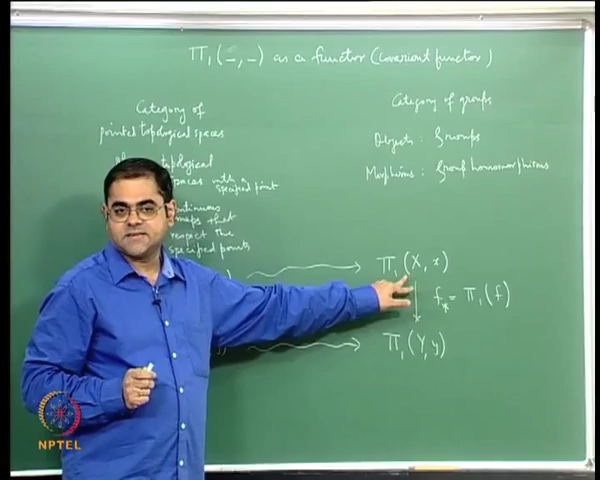 Π₁(–, –) as a functor (covariant functor)
Category of
pointed topological spaces
topological
spaces with a
specified point
continuous
maps that
respect the
specified points
Category of groups
Objects : Groups
Morphisms : Group homomorphisms
Π₁(X, x)
f* = Π₁(f)
Π₁(Y, y)
NPTEL